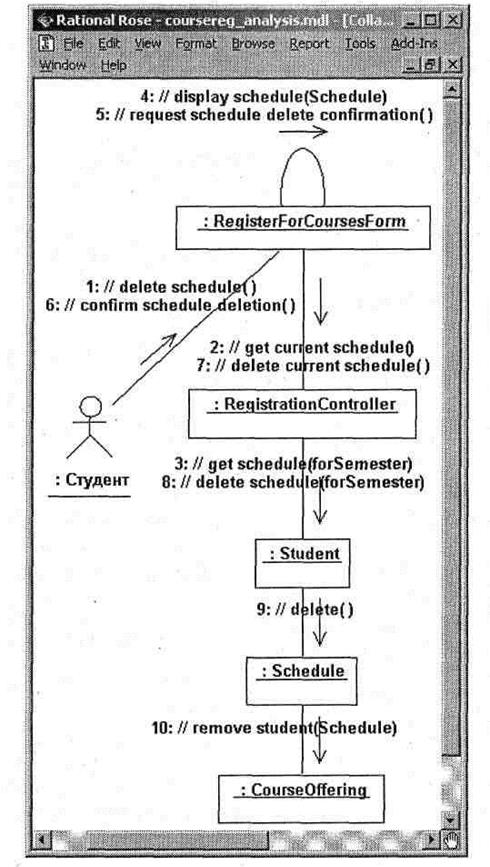 Rational Rose - coursereg_analysis.mdl - [Colla...
File Edit View Format Browse Report Tools Add-Ins
Window Help
4: // display schedule(Schedule)
5: // request schedule delete confirmation( )
: RegisterForCoursesForm
1: // delete schedule( )
6: // confirm schedule deletion( )
2: // get current schedule()
7: // delete current schedule( )
: RegistrationController
3: // get schedule(forSemester)
8: // delete schedule(forSemester)
: Студент
: Student
9: // delete( )
: Schedule
10: // remove student(Schedule)
: CourseOffering